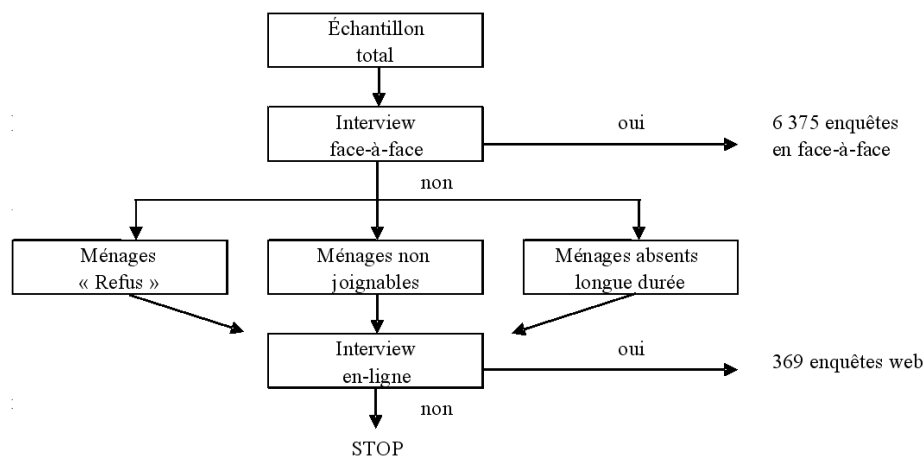 Échantillon
total
Interview
face-à-face
oui
6 375 enquêtes
en face-à-face
non
Ménages
« Refus »
Ménages non
joignables
Ménages absents
longue durée
Interview
en-ligne
oui
369 enquêtes web
non
STOP